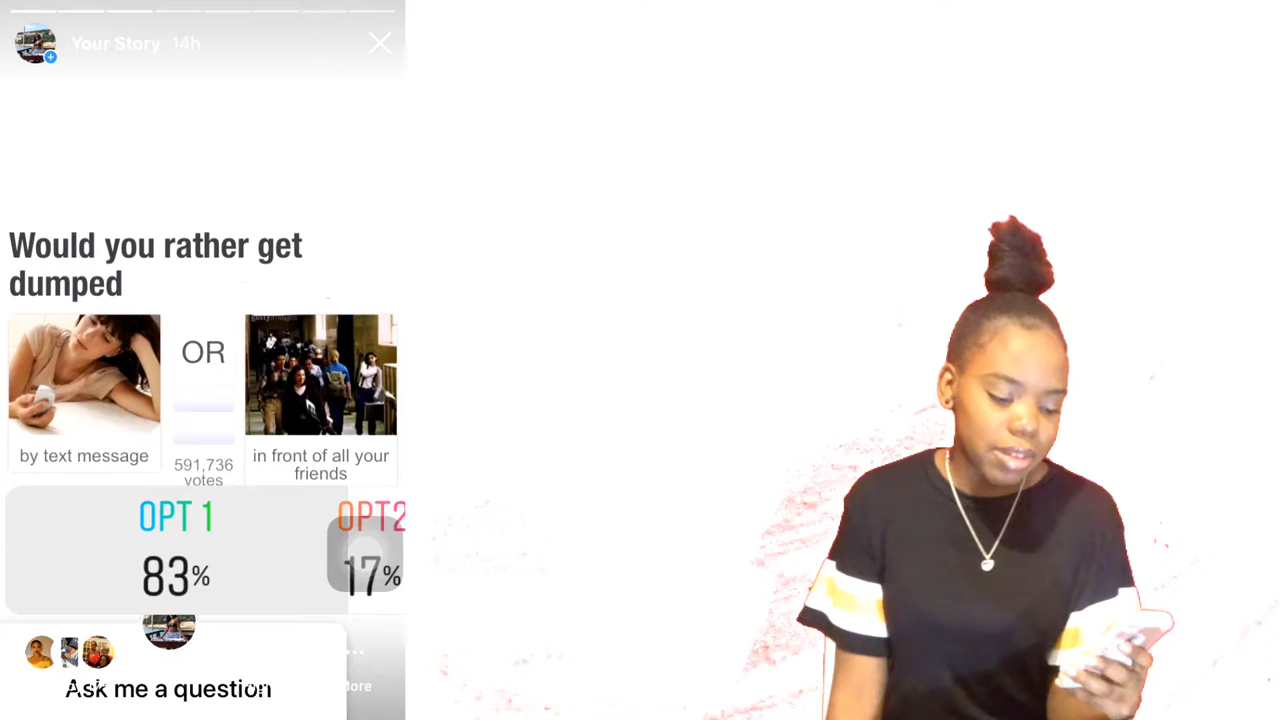 Your Story 14h
Would you rather get
dumped
OR
by text message
591,736
votes
in front of all your
friends
OPT 1
OPT2
83%
17%
Ask me a question